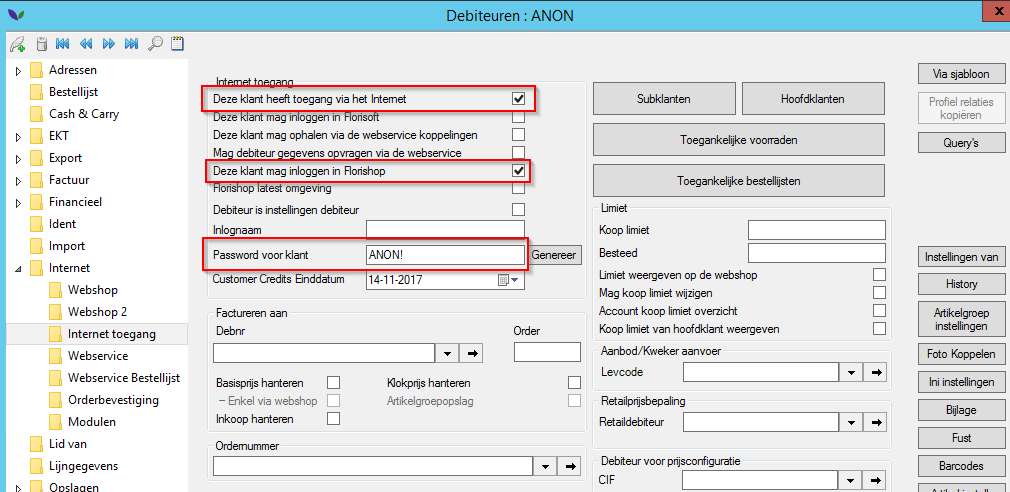 Debiteuren : ANON
x
Adressen
Bestellijst
Cash & Carry
EKT
Export
Factuur
Financieel
Ident
Import
Internet
Webshop
Webshop 2
Internet toegang
Webservice
Webservice Bestellijst
Orderbevestiging
Modulen
Lid van
Lijngegevens
Opslagen
Internet toegang
Deze klant heeft toegang via het Internet
Deze klant mag inloggen in Florisoft
Deze klant mag ophalen via de webservice koppelingen
Mag debiteur gegevens opvragen via de webservice
Deze klant mag inloggen in Florishop
Florishop latest omgeving
Debiteur is instellingen debiteur
Inlognaam
Password voor klant ANON! Genereer
Customer Credits Einddatum 14-11-2017
Factureren aan
Debnr Order
Basisprijs hanteren Klokprijs hanteren
– Enkel via webshop Artikelgroepopslag
Inkoop hanteren
Ordernummer
Subklanten Hoofdklanten
Toegankelijke voorraden
Toegankelijke bestellijsten
Limiet
Koop limiet
Besteed
Limiet weergeven op de webshop
Mag koop limiet wijzigen
Account koop limiet overzicht
Koop limiet van hoofdklant weergeven
Aanbod/Kweker aanvoer
Levcode
Retailprijsbepaling
Retaildebiteur
Debiteur voor prijsconfiguratie
CIF
Via sjabloon
Profiel relaties
kopiëren
Query's
Instellingen van
History
Artikelgroep
instellingen
Foto Koppelen
Ini instellingen
Bijlage
Fust
Barcodes